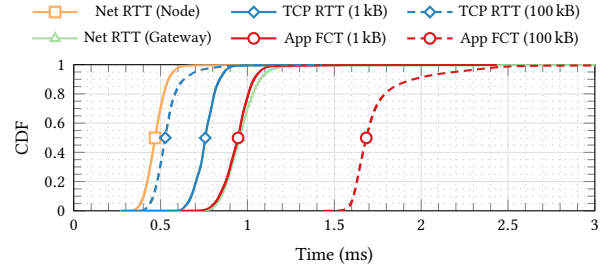 Net RTT (Node) TCP RTT (1 kB) TCP RTT (100 kB)
Net RTT (Gateway) App FCT (1 kB) App FCT (100 kB)
1
0.8
0.6
0.4
0.2
0
CDF
0 0.5 1 1.5 2 2.5 3
Time (ms)